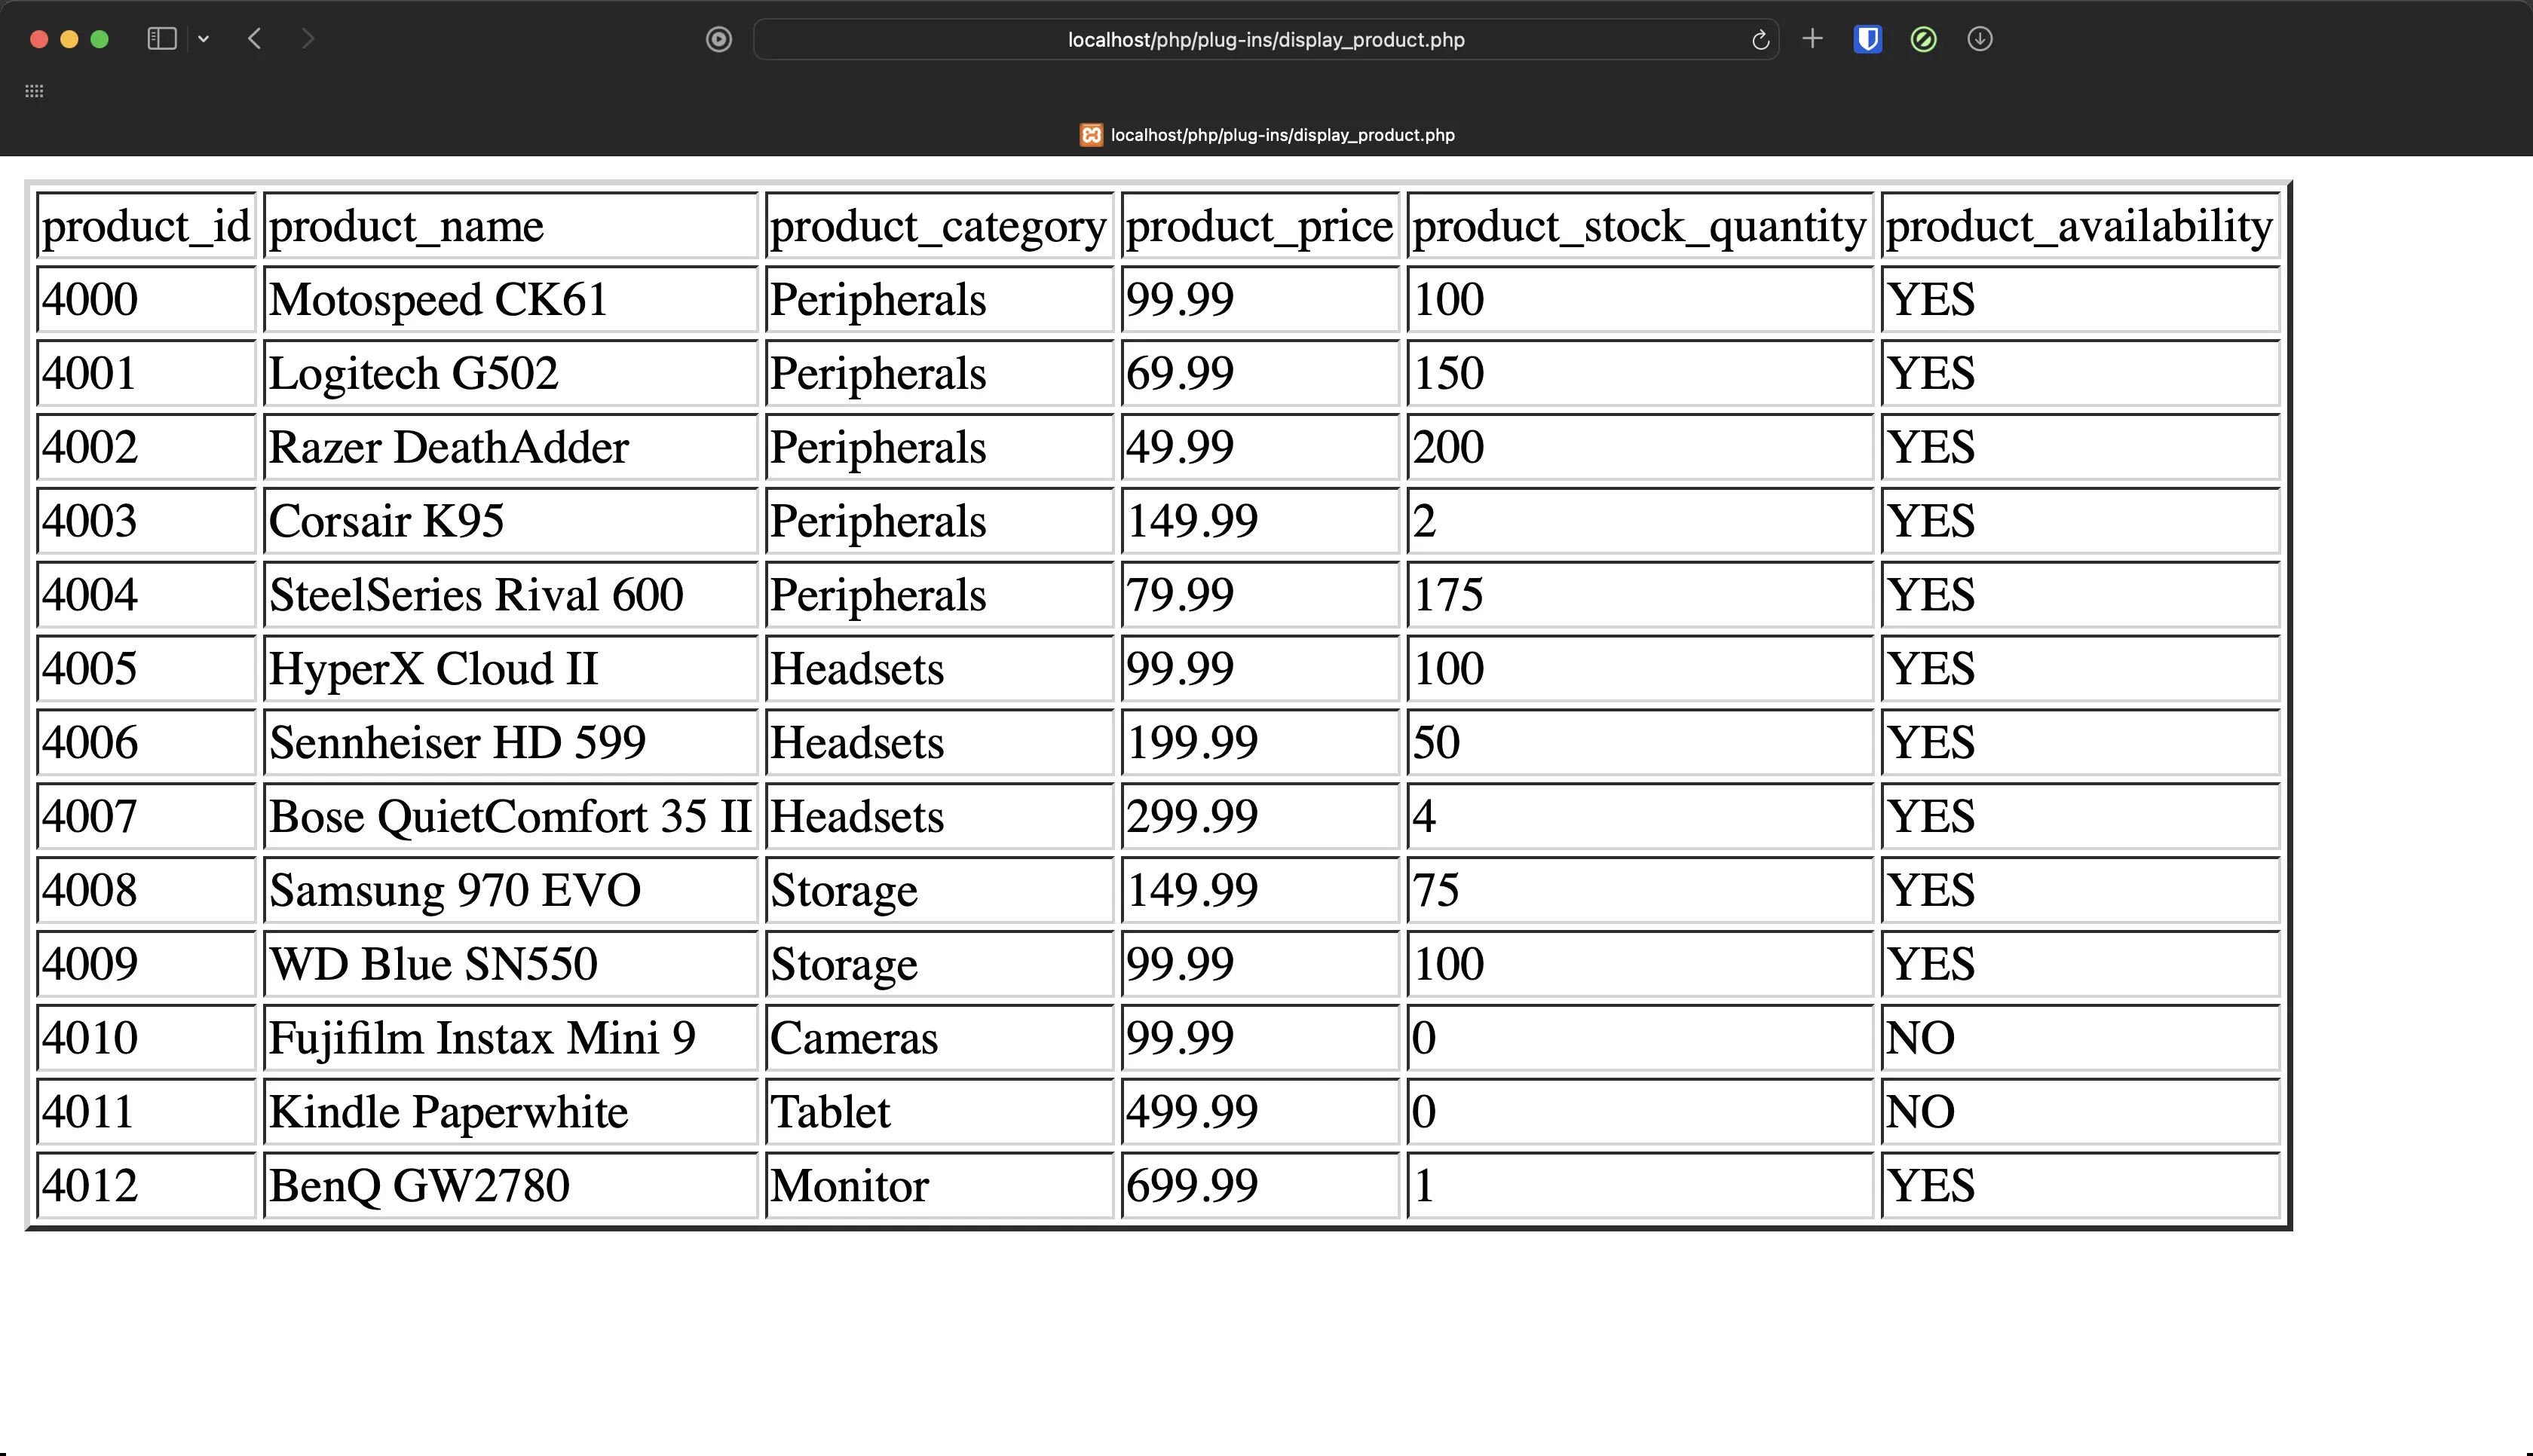 localhost/php/plug-ins/display_product.php
localhost/php/plug-ins/display_product.php
product_id product_name product_category product_price product_stock_quantity product_availability
4000 Motospeed CK61 Peripherals 99.99 100 YES
4001 Logitech G502 Peripherals 69.99 150 YES
4002 Razer DeathAdder Peripherals 49.99 200 YES
4003 Corsair K95 Peripherals 149.99 2 YES
4004 SteelSeries Rival 600 Peripherals 79.99 175 YES
4005 HyperX Cloud II Headsets 99.99 100 YES
4006 Sennheiser HD 599 Headsets 199.99 50 YES
4007 Bose QuietComfort 35 II Headsets 299.99 4 YES
4008 Samsung 970 EVO Storage 149.99 75 YES
4009 WD Blue SN550 Storage 99.99 100 YES
4010 Fujifilm Instax Mini 9 Cameras 99.99 0 NO
4011 Kindle Paperwhite Tablet 499.99 0 NO
4012 BenQ GW2780 Monitor 699.99 1 YES